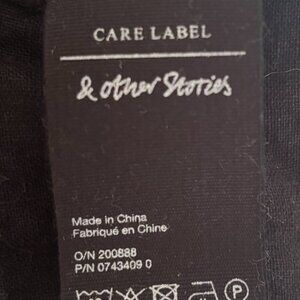 CARE LABEL
& other Stories
Made in China
Fabriqué en Chine
O/N 200888
P/N 0743409 0
P